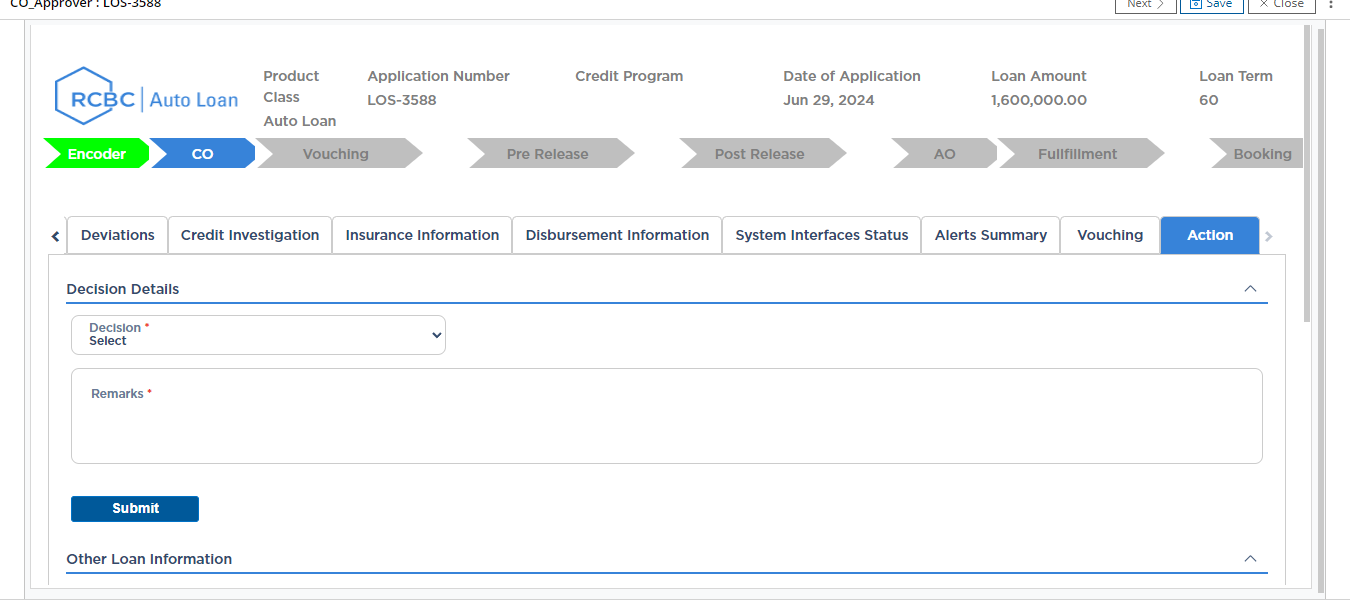 CO_Approver : LOS-3588
Next
Save
Close
RCBC Auto Loan
Product Class
Auto Loan
Application Number
LOS-3588
Credit Program
Date of Application
Jun 29, 2024
Loan Amount
1,600,000.00
Loan Term
60
Encoder
CO
Vouching
Pre Release
Post Release
AO
Fullfillment
Booking
Deviations
Credit Investigation
Insurance Information
Disbursement Information
System Interfaces Status
Alerts Summary
Vouching
Action
Decision Details
Decision *
Select
Remarks *
Submit
Other Loan Information